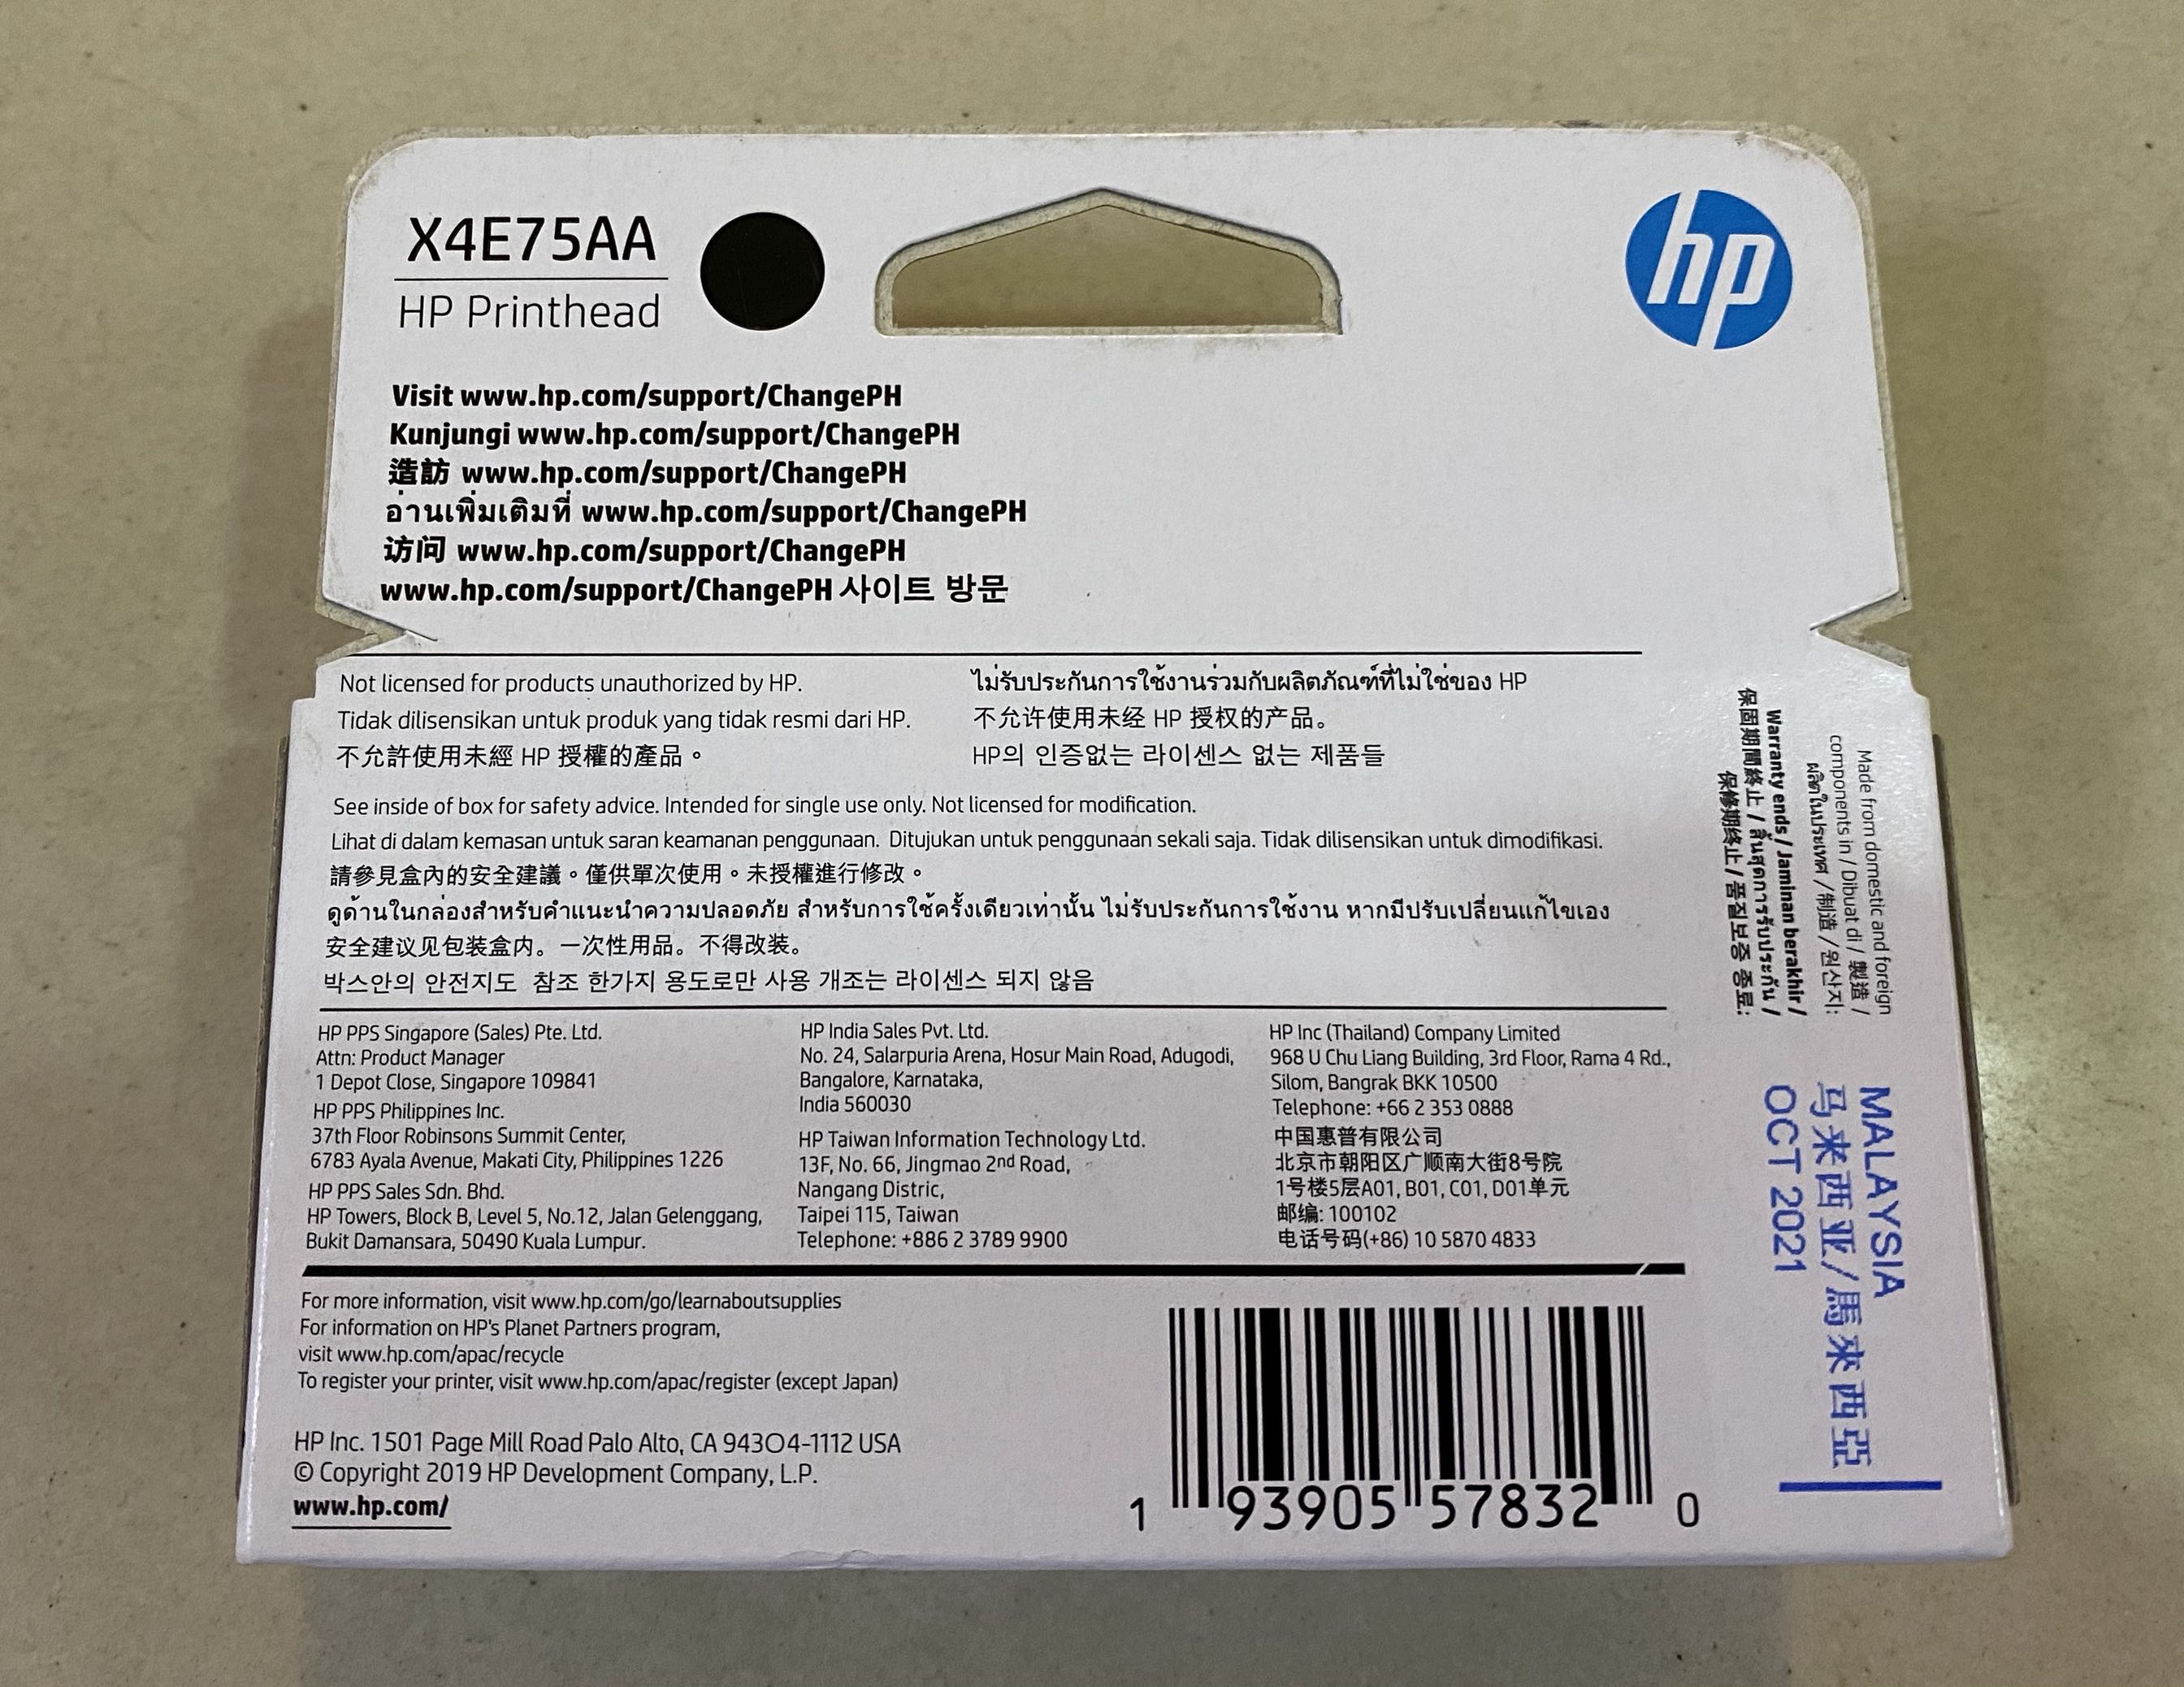 X4E75AA
HP Printhead
hp
Visit www.hp.com/support/ChangePH
Kunjungi www.hp.com/support/ChangePH
造訪 www.hp.com/support/ChangePH
อ่านเพิ่มเติมที่ www.hp.com/support/ChangePH
访问 www.hp.com/support/ChangePH
www.hp.com/support/ChangePH 사이트 방문
Not licensed for products unauthorized by HP.
Tidak dilisensikan untuk produk yang tidak resmi dari HP.
不允許使用未經 HP 授權的產品。
ไม่รับประกันการใช้งานร่วมกับผลิตภัณฑ์ที่ไม่ใช่ของ HP
不允许使用未经 HP 授权的产品。
HP의 인증없는 라이센스 없는 제품들
See inside of box for safety advice. Intended for single use only. Not licensed for modification.
Lihat di dalam kemasan untuk saran keamanan penggunaan. Ditujukan untuk penggunaan sekali saja. Tidak dilisensikan untuk dimodifikasi.
請參見盒內的安全建議。僅供單次使用。未授權進行修改。
ดูด้านในกล่องสำหรับคำแนะนำความปลอดภัย สำหรับการใช้ครั้งเดียวเท่านั้น ไม่รับประกันการใช้งาน หากมีปรับเปลี่ยนแก้ไขเอง
安全建议见包装盒内。一次性用品。不得改装。
박스안의 안전지도 참조 한가지 용도로만 사용 개조는 라이센스 되지 않음
HP PPS Singapore (Sales) Pte. Ltd.
Attn: Product Manager
1 Depot Close, Singapore 109841
HP PPS Philippines Inc.
37th Floor Robinsons Summit Center,
6783 Ayala Avenue, Makati City, Philippines 1226
HP PPS Sales Sdn. Bhd.
HP Towers, Block B, Level 5, No.12, Jalan Gelenggang,
Bukit Damansara, 50490 Kuala Lumpur.
HP India Sales Pvt. Ltd.
No. 24, Salarpuria Arena, Hosur Main Road, Adugodi,
Bangalore, Karnataka,
India 560030
HP Taiwan Information Technology Ltd.
13F, No. 66, Jingmao 2nd Road,
Nangang Distric,
Taipei 115, Taiwan
Telephone: +886 2 3789 9900
HP Inc (Thailand) Company Limited
968 U Chu Liang Building, 3rd Floor, Rama 4 Rd.,
Silom, Bangrak BKK 10500
Telephone: +66 2 353 0888
中国惠普有限公司
北京市朝阳区广顺南大街8号院
1号楼5层A01, B01, C01, D01单元
邮编: 100102
电话号码(+86) 10 5870 4833
For more information, visit www.hp.com/go/learnaboutsupplies
For information on HP's Planet Partners program,
visit www.hp.com/apac/recycle
To register your printer, visit www.hp.com/apac/register (except Japan)
HP Inc. 1501 Page Mill Road Palo Alto, CA 94304-1112 USA
© Copyright 2019 HP Development Company, L.P.
www.hp.com/
1 93905 57832 0
Made from domestic and foreign
components in / Dibuat di / 製造 /
ผลิตในประเทศ / 制造 / 원산지:
Warranty ends / Jaminan berakhir /
保固期間終止 / สิ้นสุดการรับประกัน /
保修期终止 / 품질보증 종료:
MALAYSIA
马来西亚/馬來西亞
OCT 2021